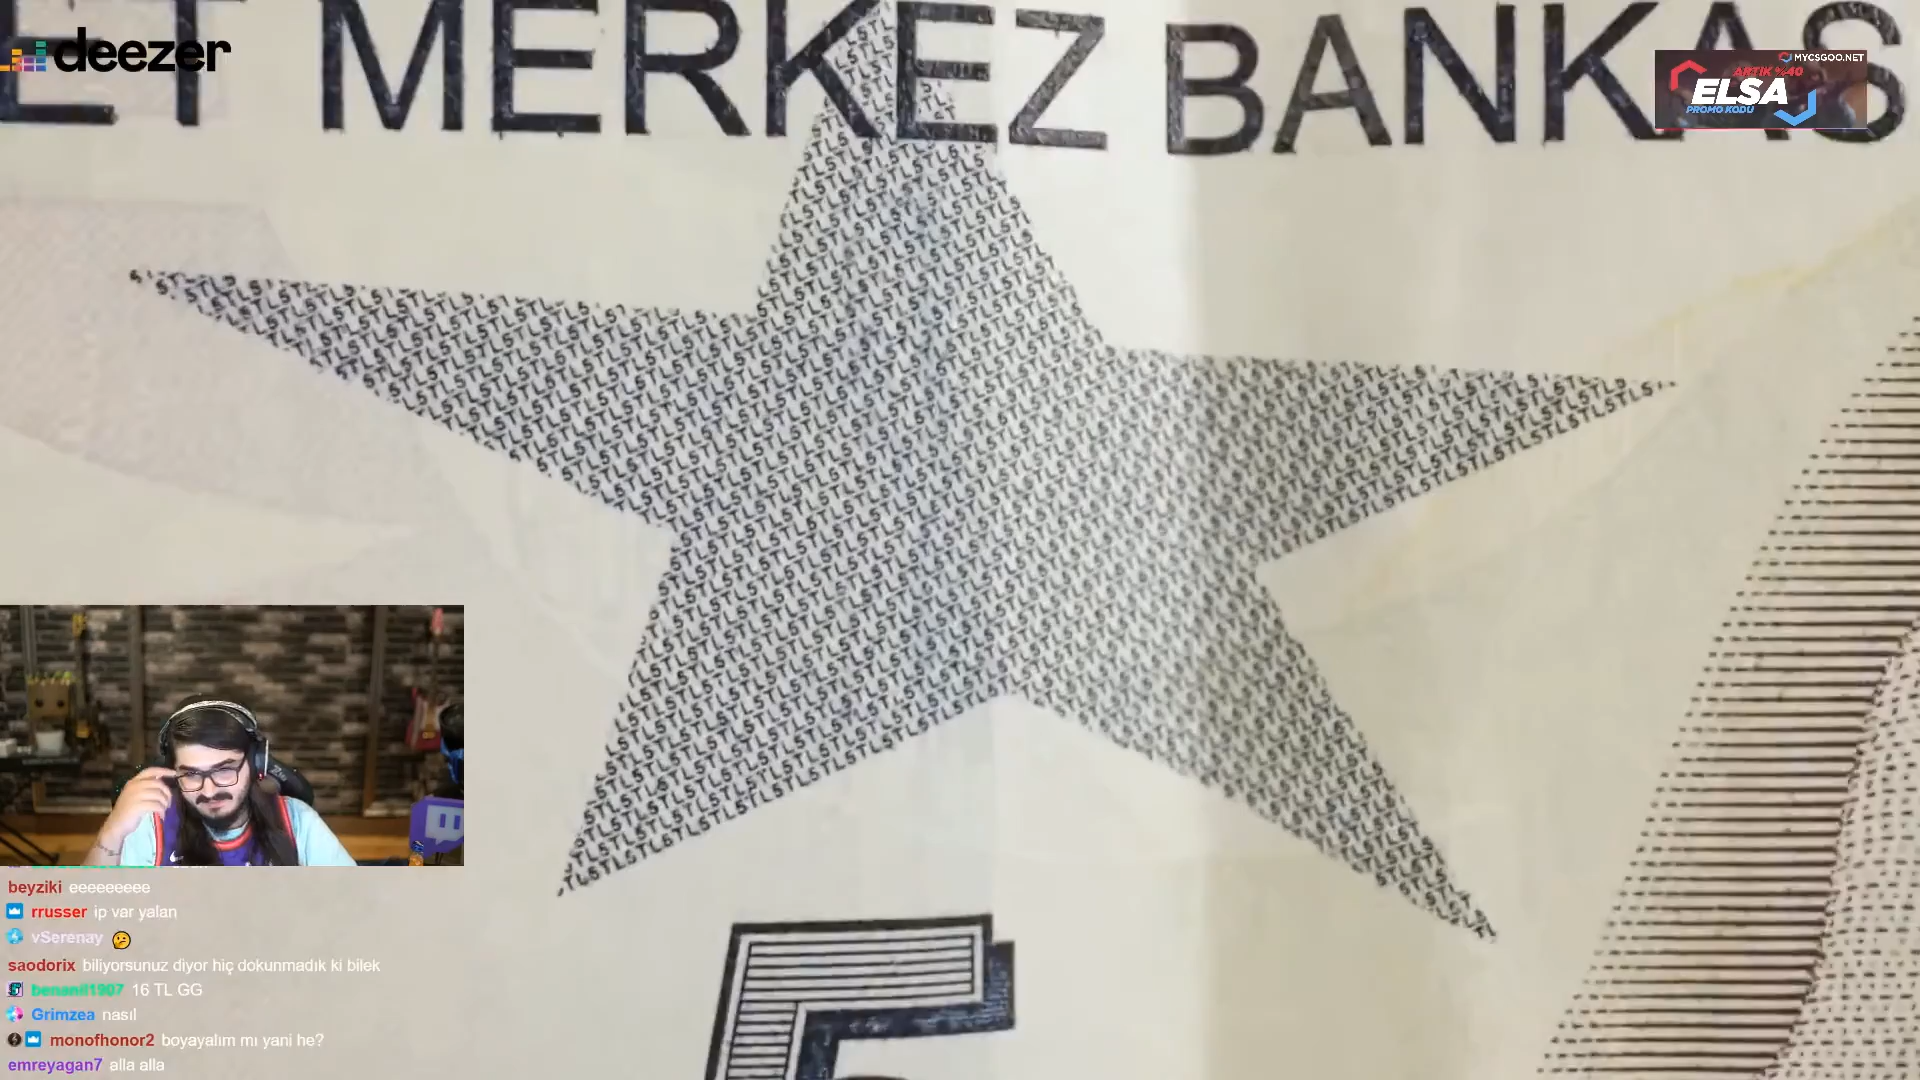 ET MERKEZ BANKAS
deezer
MYCSGOO.NET
ARTIK %40
ELSA
PROMO KODU
5
beyziki eeeeeeeee
rrusser ip var yalan
vSerenay
saodorix biliyorsunuz diyor hiç dokunmadık ki bilek
benanil1907 16 TL GG
Grimzea nasıl
monofhonor2 boyayalım mı yani he?
emreyagan7 alla alla